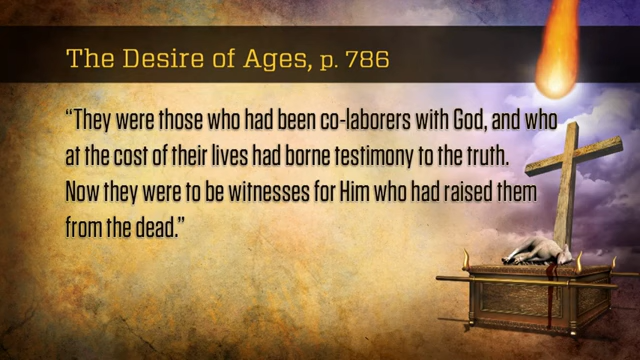 The Desire of Ages, p. 786
“They were those who had been co-laborers with God, and who
at the cost of their lives had borne testimony to the truth.
Now they were to be witnesses for Him who had raised them
from the dead.”